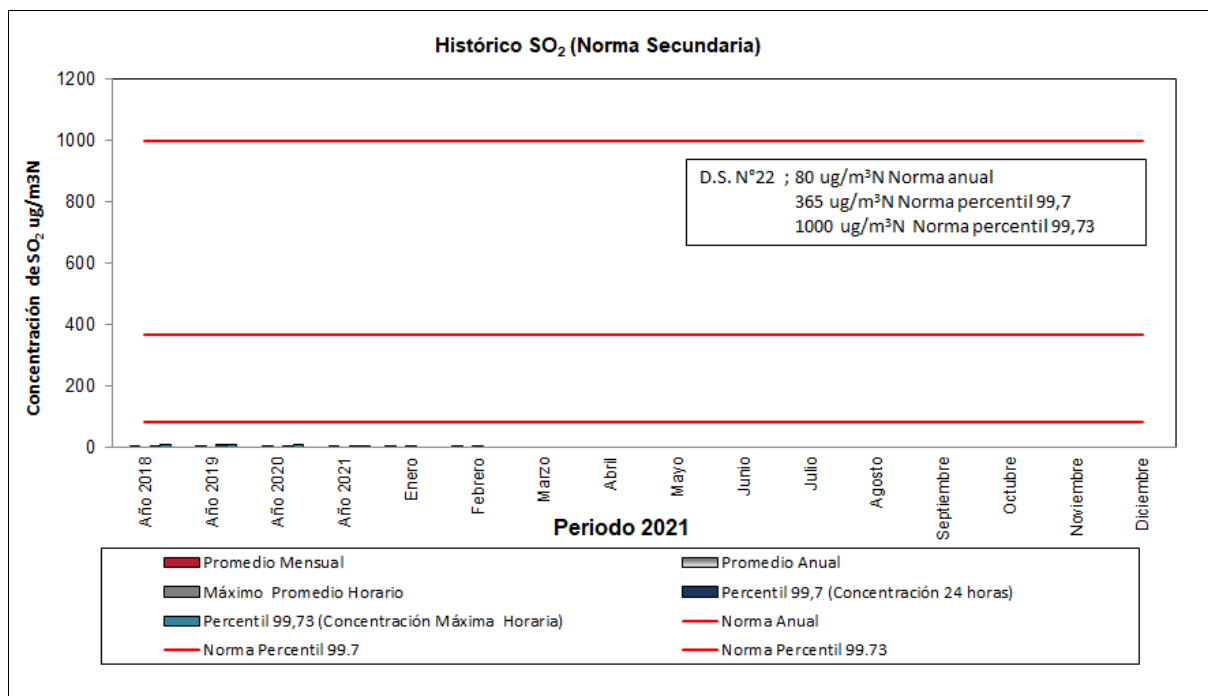 Histórico SO₂ (Norma Secundaria)
Concentración de SO₂ ug/m3N
1200
1000
800
600
400
200
0
D.S. N°22 ; 80 ug/m³N Norma anual
365 ug/m³N Norma percentil 99,7
1000 ug/m³N Norma percentil 99,73
Año 2018
Año 2019
Año 2020
Año 2021
Enero
Febrero
Marzo
Abril
Mayo
Junio
Julio
Agosto
Septiembre
Octubre
Noviembre
Diciembre
Periodo 2021
Promedio Mensual
Promedio Anual
Máximo Promedio Horario
Percentil 99,7 (Concentración 24 horas)
Percentil 99,73 (Concentración Máxima Horaria)
Norma Anual
Norma Percentil 99.7
Norma Percentil 99.73